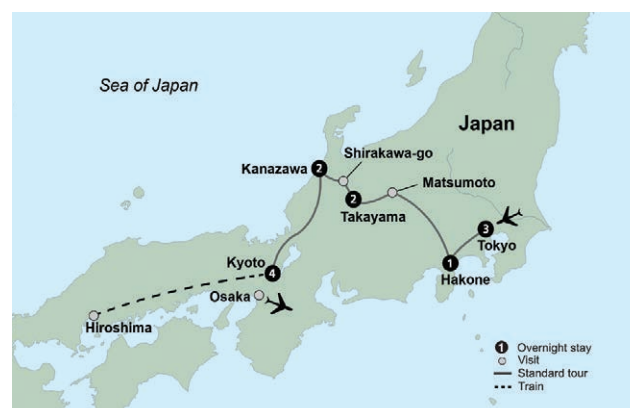 Sea of Japan
Japan
Shirakawa-go
Kanazawa
2
Matsumoto
2
Takayama
3
Tokyo
Kyoto
4
1
Hakone
Osaka
Hiroshima
1 Overnight stay
Visit
Standard tour
Train